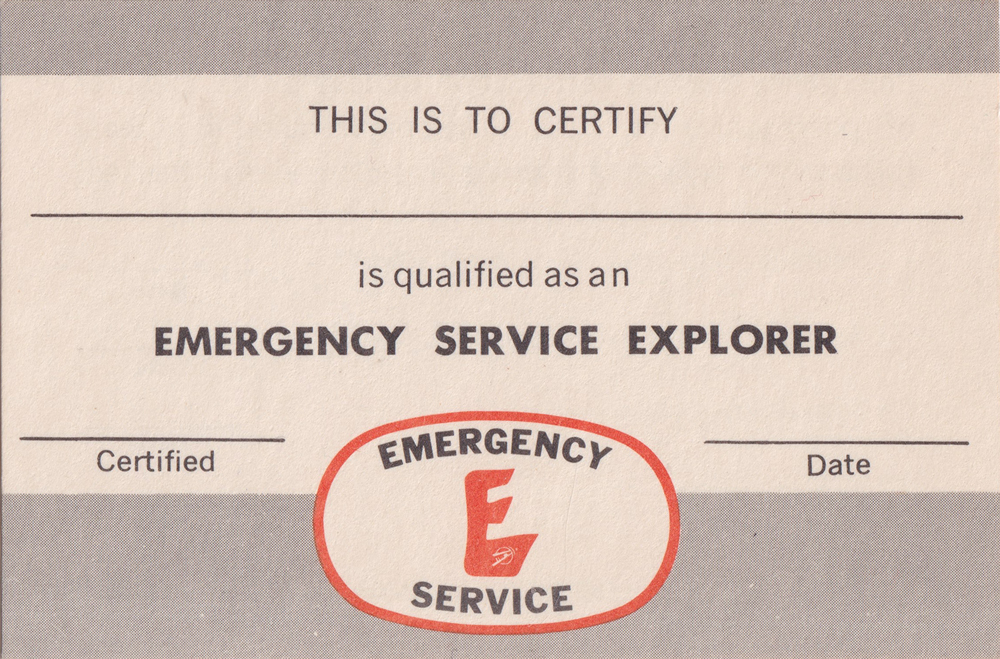 THIS IS TO CERTIFY
is qualified as an
EMERGENCY SERVICE EXPLORER
Certified
Date
EMERGENCY
E
SERVICE